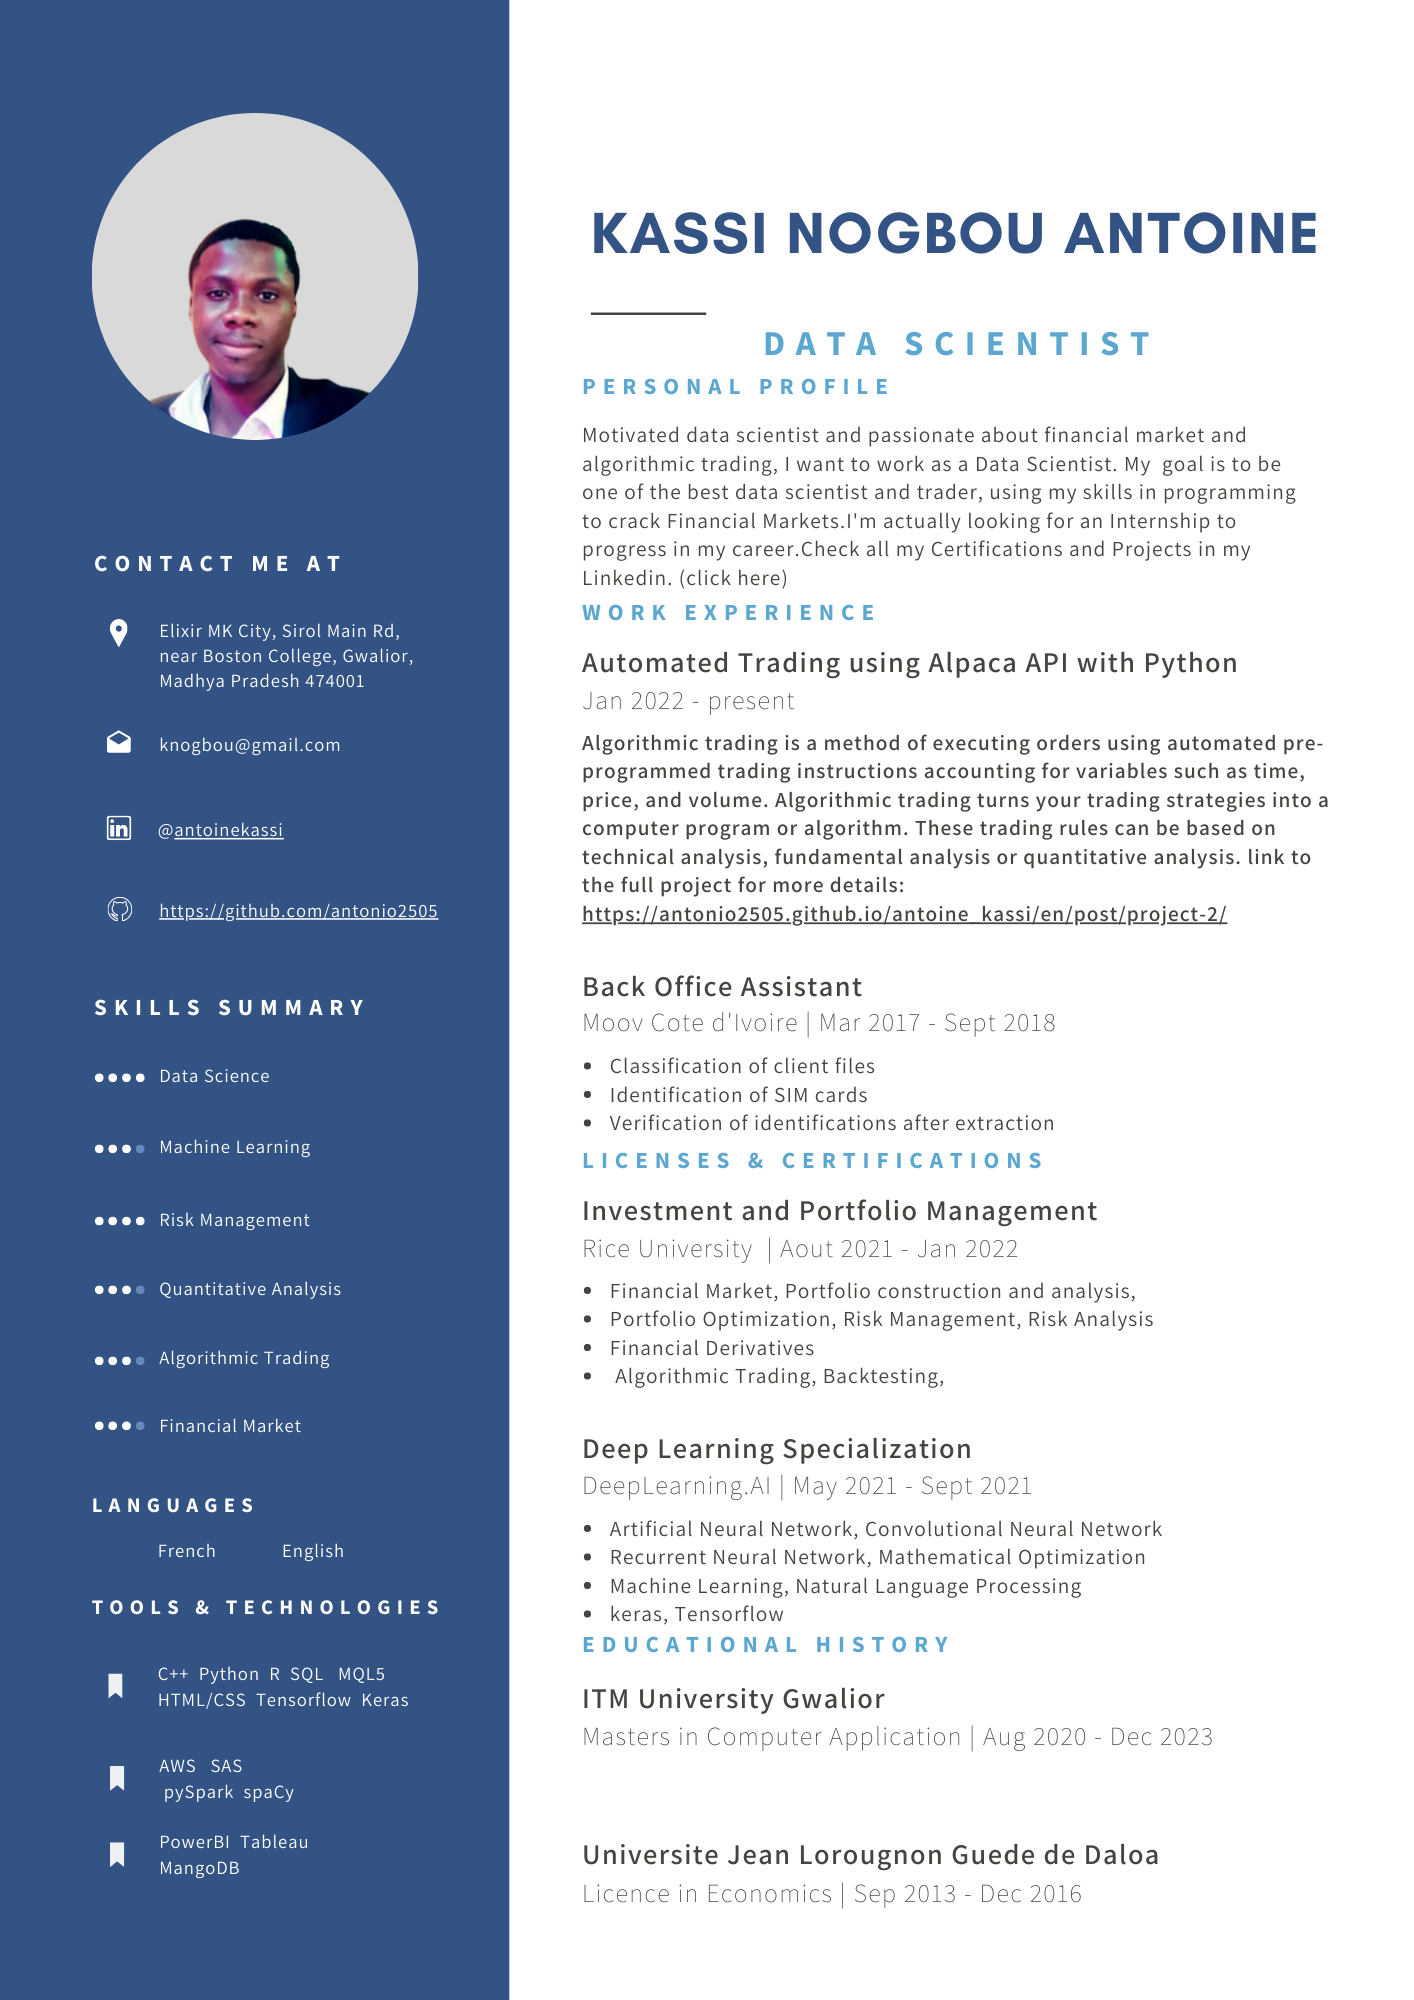 KASSI NOGBOU ANTOINE
DATA SCIENTIST
PERSONAL PROFILE
Motivated data scientist and passionate about financial market and
algorithmic trading, I want to work as a Data Scientist. My  goal is to be
one of the best data scientist and trader, using my skills in programming
to crack Financial Markets.I'm actually looking for an Internship to
progress in my career.Check all my Certifications and Projects in my
Linkedin. (click here)
WORK EXPERIENCE
Automated Trading using Alpaca API with Python
Jan 2022 - present
Algorithmic trading is a method of executing orders using automated pre-
programmed trading instructions accounting for variables such as time,
price, and volume. Algorithmic trading turns your trading strategies into a
computer program or algorithm. These trading rules can be based on
technical analysis, fundamental analysis or quantitative analysis. link to
the full project for more details:
https://antonio2505.github.io/antoine_kassi/en/post/project-2/
Back Office Assistant
Moov Cote d'Ivoire | Mar 2017 - Sept 2018
• Classification of client files
• Identification of SIM cards
• Verification of identifications after extraction
LICENSES & CERTIFICATIONS
Investment and Portfolio Management
Rice University  | Aout 2021 - Jan 2022
• Financial Market, Portfolio construction and analysis,
• Portfolio Optimization, Risk Management, Risk Analysis
• Financial Derivatives
• Algorithmic Trading, Backtesting,
Deep Learning Specialization
DeepLearning.AI | May 2021 - Sept 2021
• Artificial Neural Network, Convolutional Neural Network
• Recurrent Neural Network, Mathematical Optimization
• Machine Learning, Natural Language Processing
• keras, Tensorflow
EDUCATIONAL HISTORY
ITM University Gwalior
Masters in Computer Application | Aug 2020 - Dec 2023
Universite Jean Lorougnon Guede de Daloa
Licence in Economics | Sep 2013 - Dec 2016
CONTACT ME AT
Elixir MK City, Sirol Main Rd,
near Boston College, Gwalior,
Madhya Pradesh 474001
knogbou@gmail.com
@antoinekassi
https://github.com/antonio2505
SKILLS SUMMARY
Data Science
Machine Learning
Risk Management
Quantitative Analysis
Algorithmic Trading
Financial Market
LANGUAGES
French English
TOOLS & TECHNOLOGIES
C++ Python R SQL MQL5
HTML/CSS Tensorflow Keras
AWS SAS
pySpark spaCy
PowerBI Tableau
MangoDB